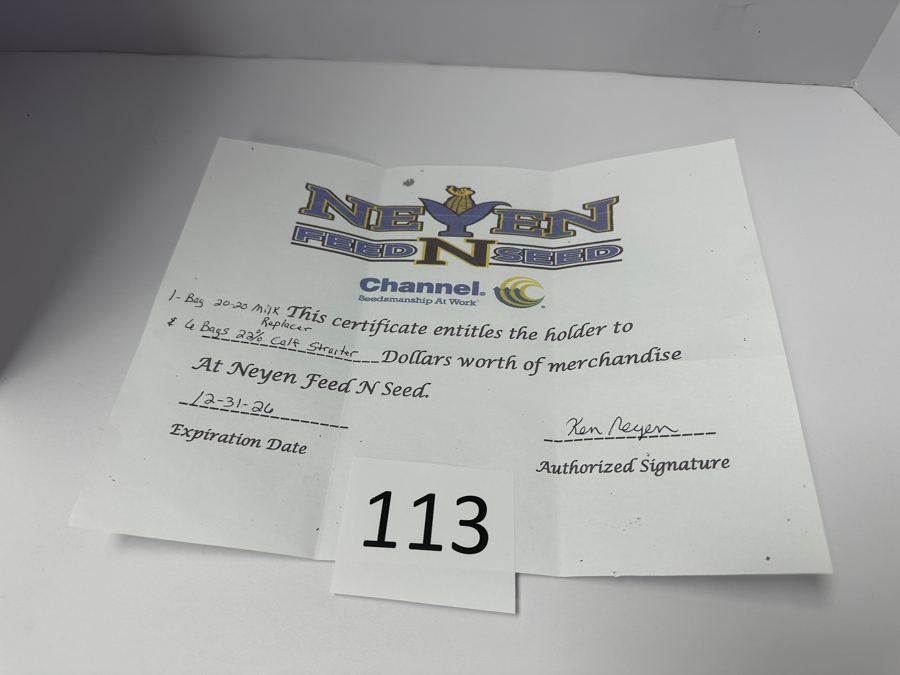 NEYEN
FEED N SEED
Channel.
Seedsmanship At Work
1- Bag 20-20 Milk Replacer This certificate entitles the holder to
& 6 Bags 22% Calf Starter Dollars worth of merchandise
At Neyen Feed N Seed.
12-31-26
Expiration Date
Ken Neyen
Authorized Signature
113